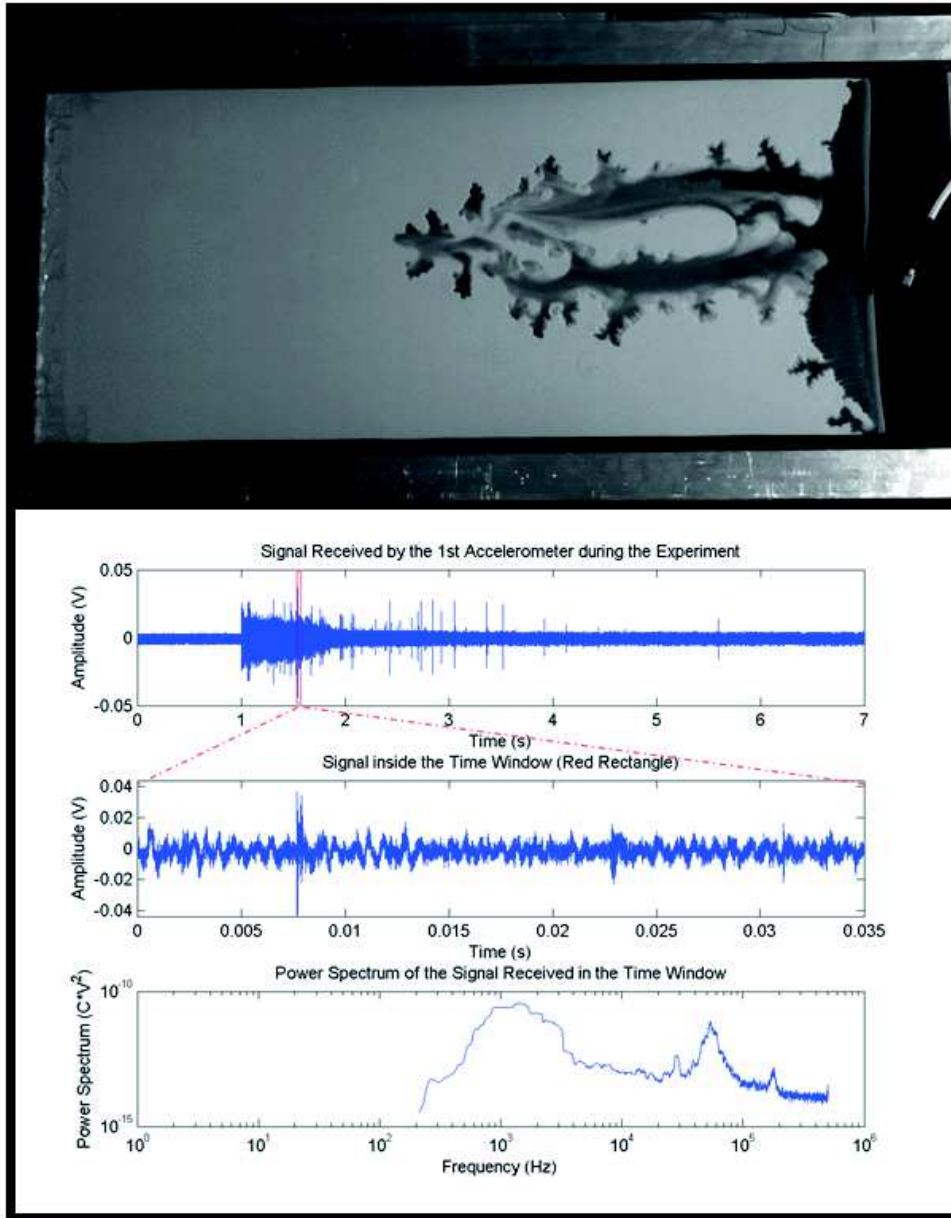 Signal Received by the 1st Accelerometer during the Experiment
Amplitude (V)
0.05
0
-0.05
0 1 2 3 4 5 6 7
Time (s)
Signal inside the Time Window (Red Rectangle)
Amplitude (V)
0.04
0.02
0
-0.02
-0.04
0 0.005 0.01 0.015 0.02 0.025 0.03 0.035
Time (s)
Power Spectrum of the Signal Received in the Time Window
Power Spectrum (C*V²)
10⁻¹⁰
10⁻¹⁵
10⁰ 10¹ 10² 10³ 10⁴ 10⁵ 10⁶
Frequency (Hz)